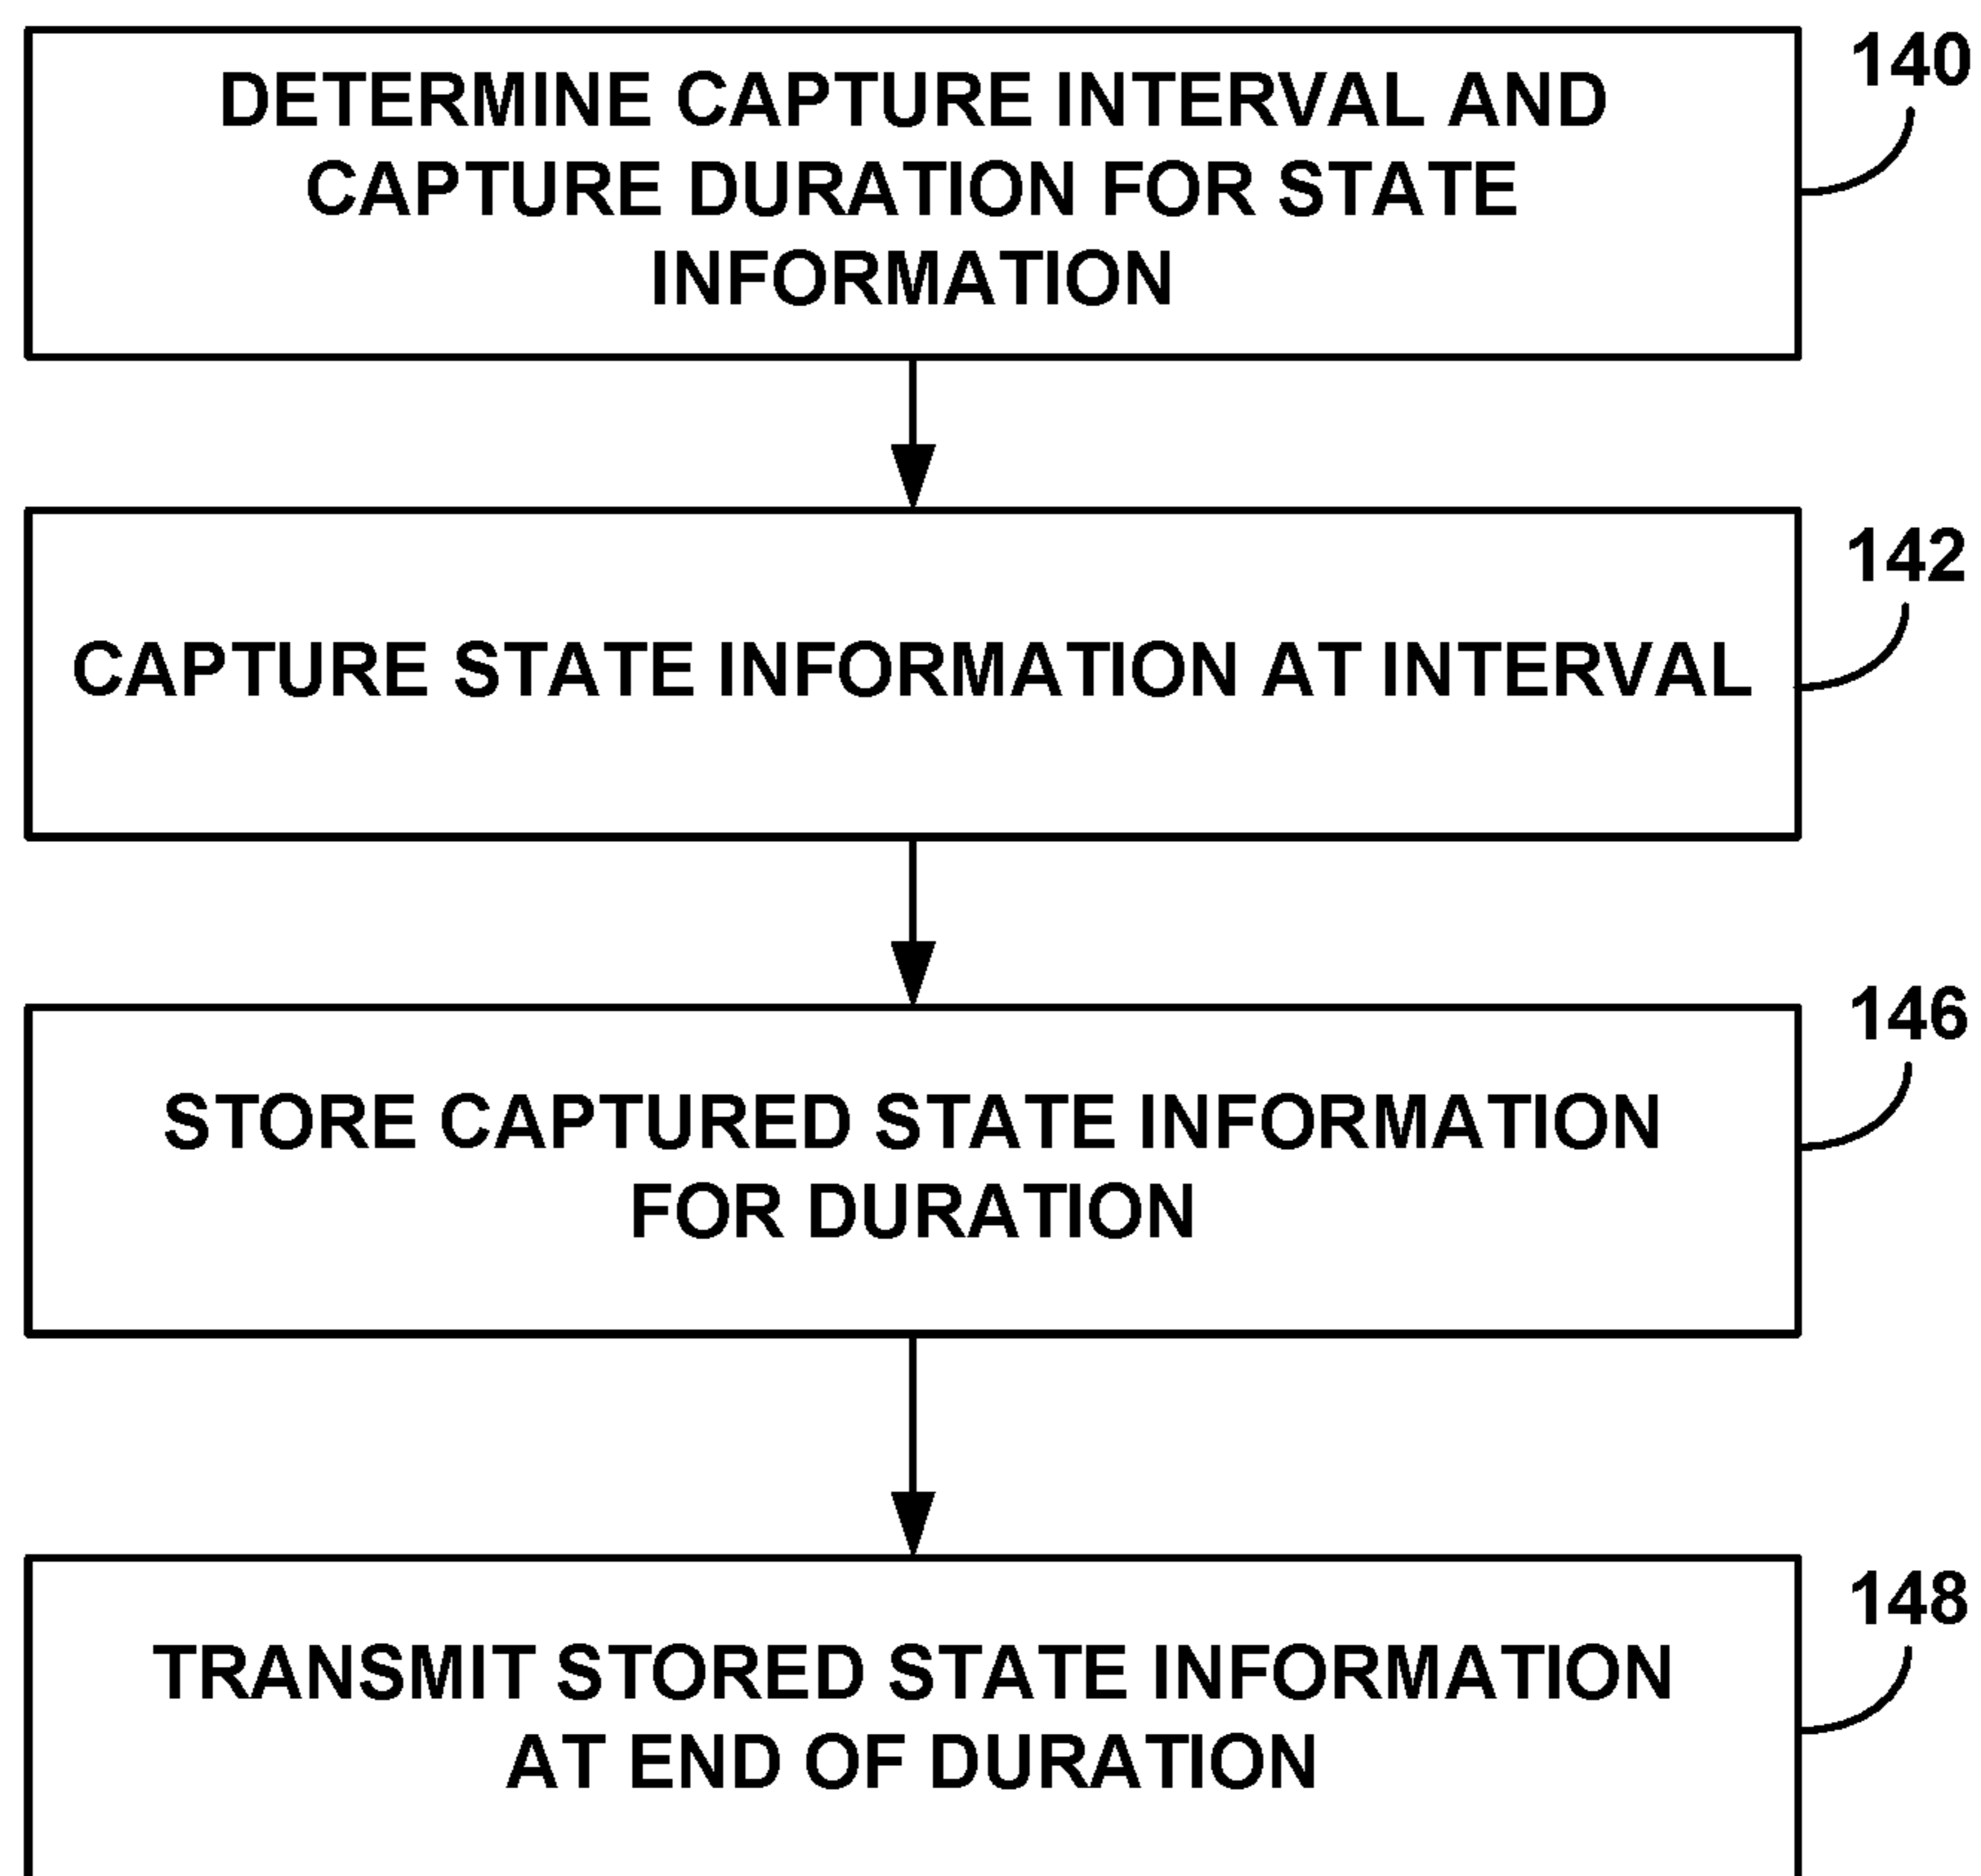 140
DETERMINE CAPTURE INTERVAL AND
CAPTURE DURATION FOR STATE
INFORMATION
142
CAPTURE STATE INFORMATION AT INTERVAL
146
STORE CAPTURED STATE INFORMATION
FOR DURATION
148
TRANSMIT STORED STATE INFORMATION
AT END OF DURATION